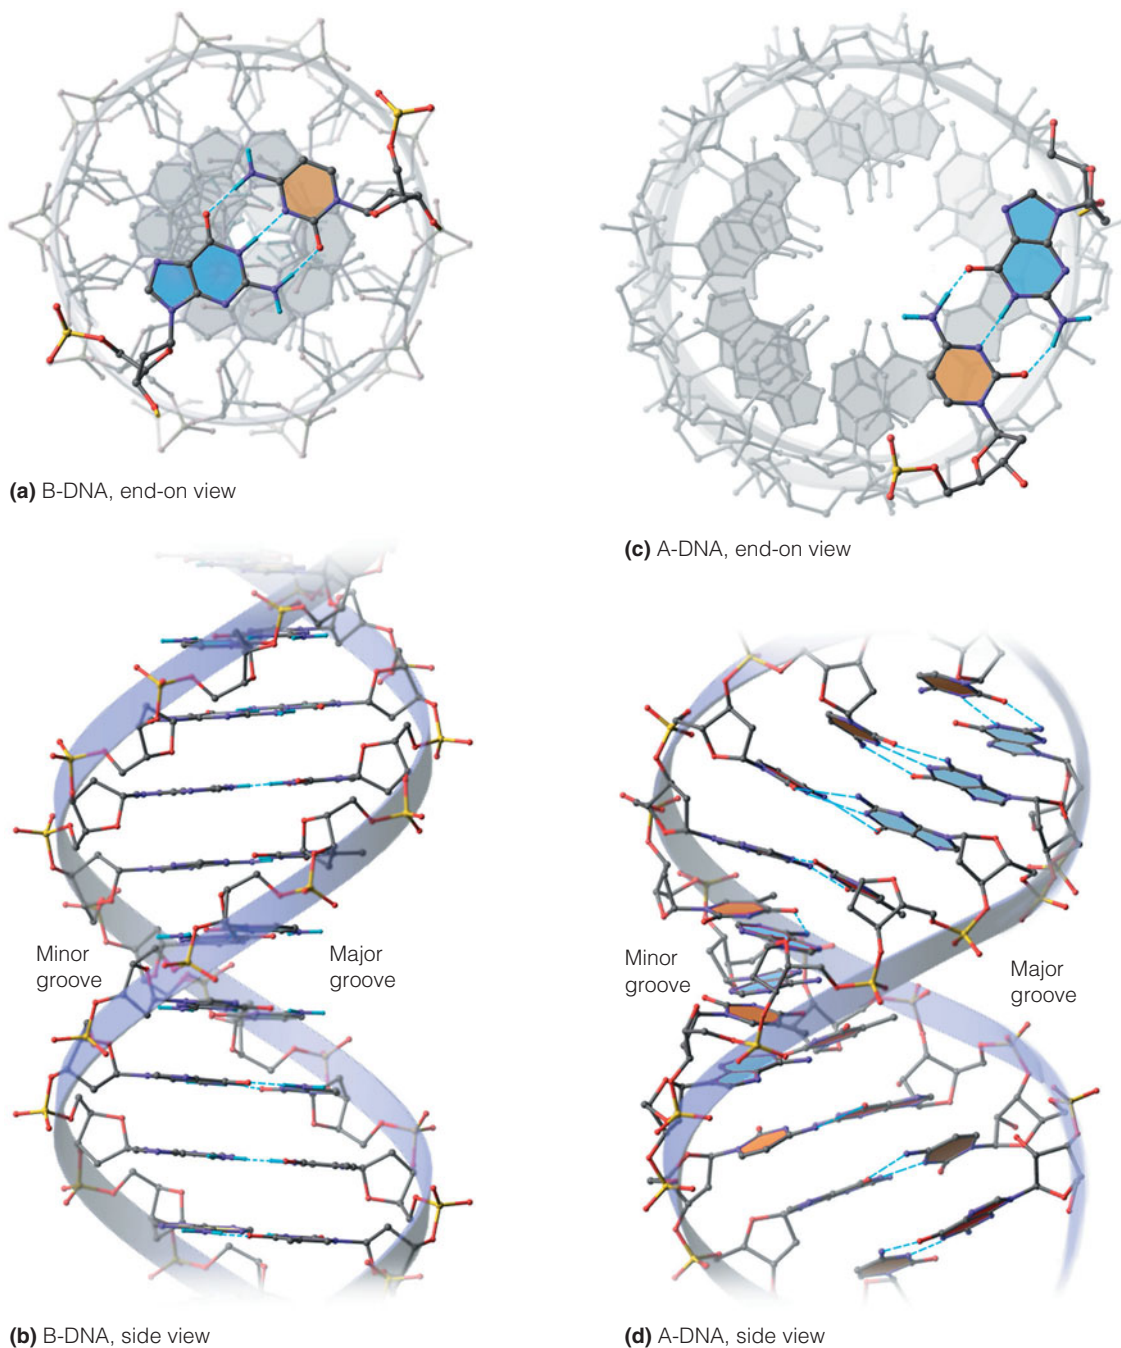 (a) B-DNA, end-on view
(c) A-DNA, end-on view
Minor
groove
Major
groove
(b) B-DNA, side view
Minor
groove
Major
groove
(d) A-DNA, side view